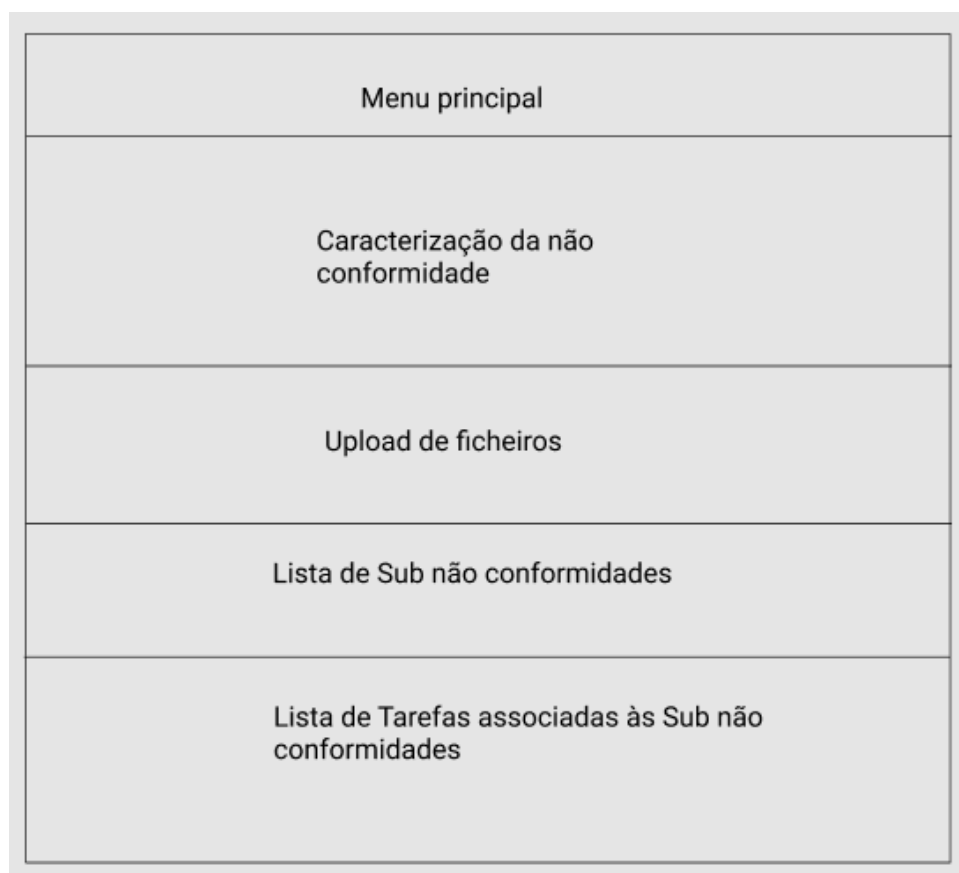 Menu principal
Caracterização da não
conformidade
Upload de ficheiros
Lista de Sub não conformidades
Lista de Tarefas associadas às Sub não
conformidades